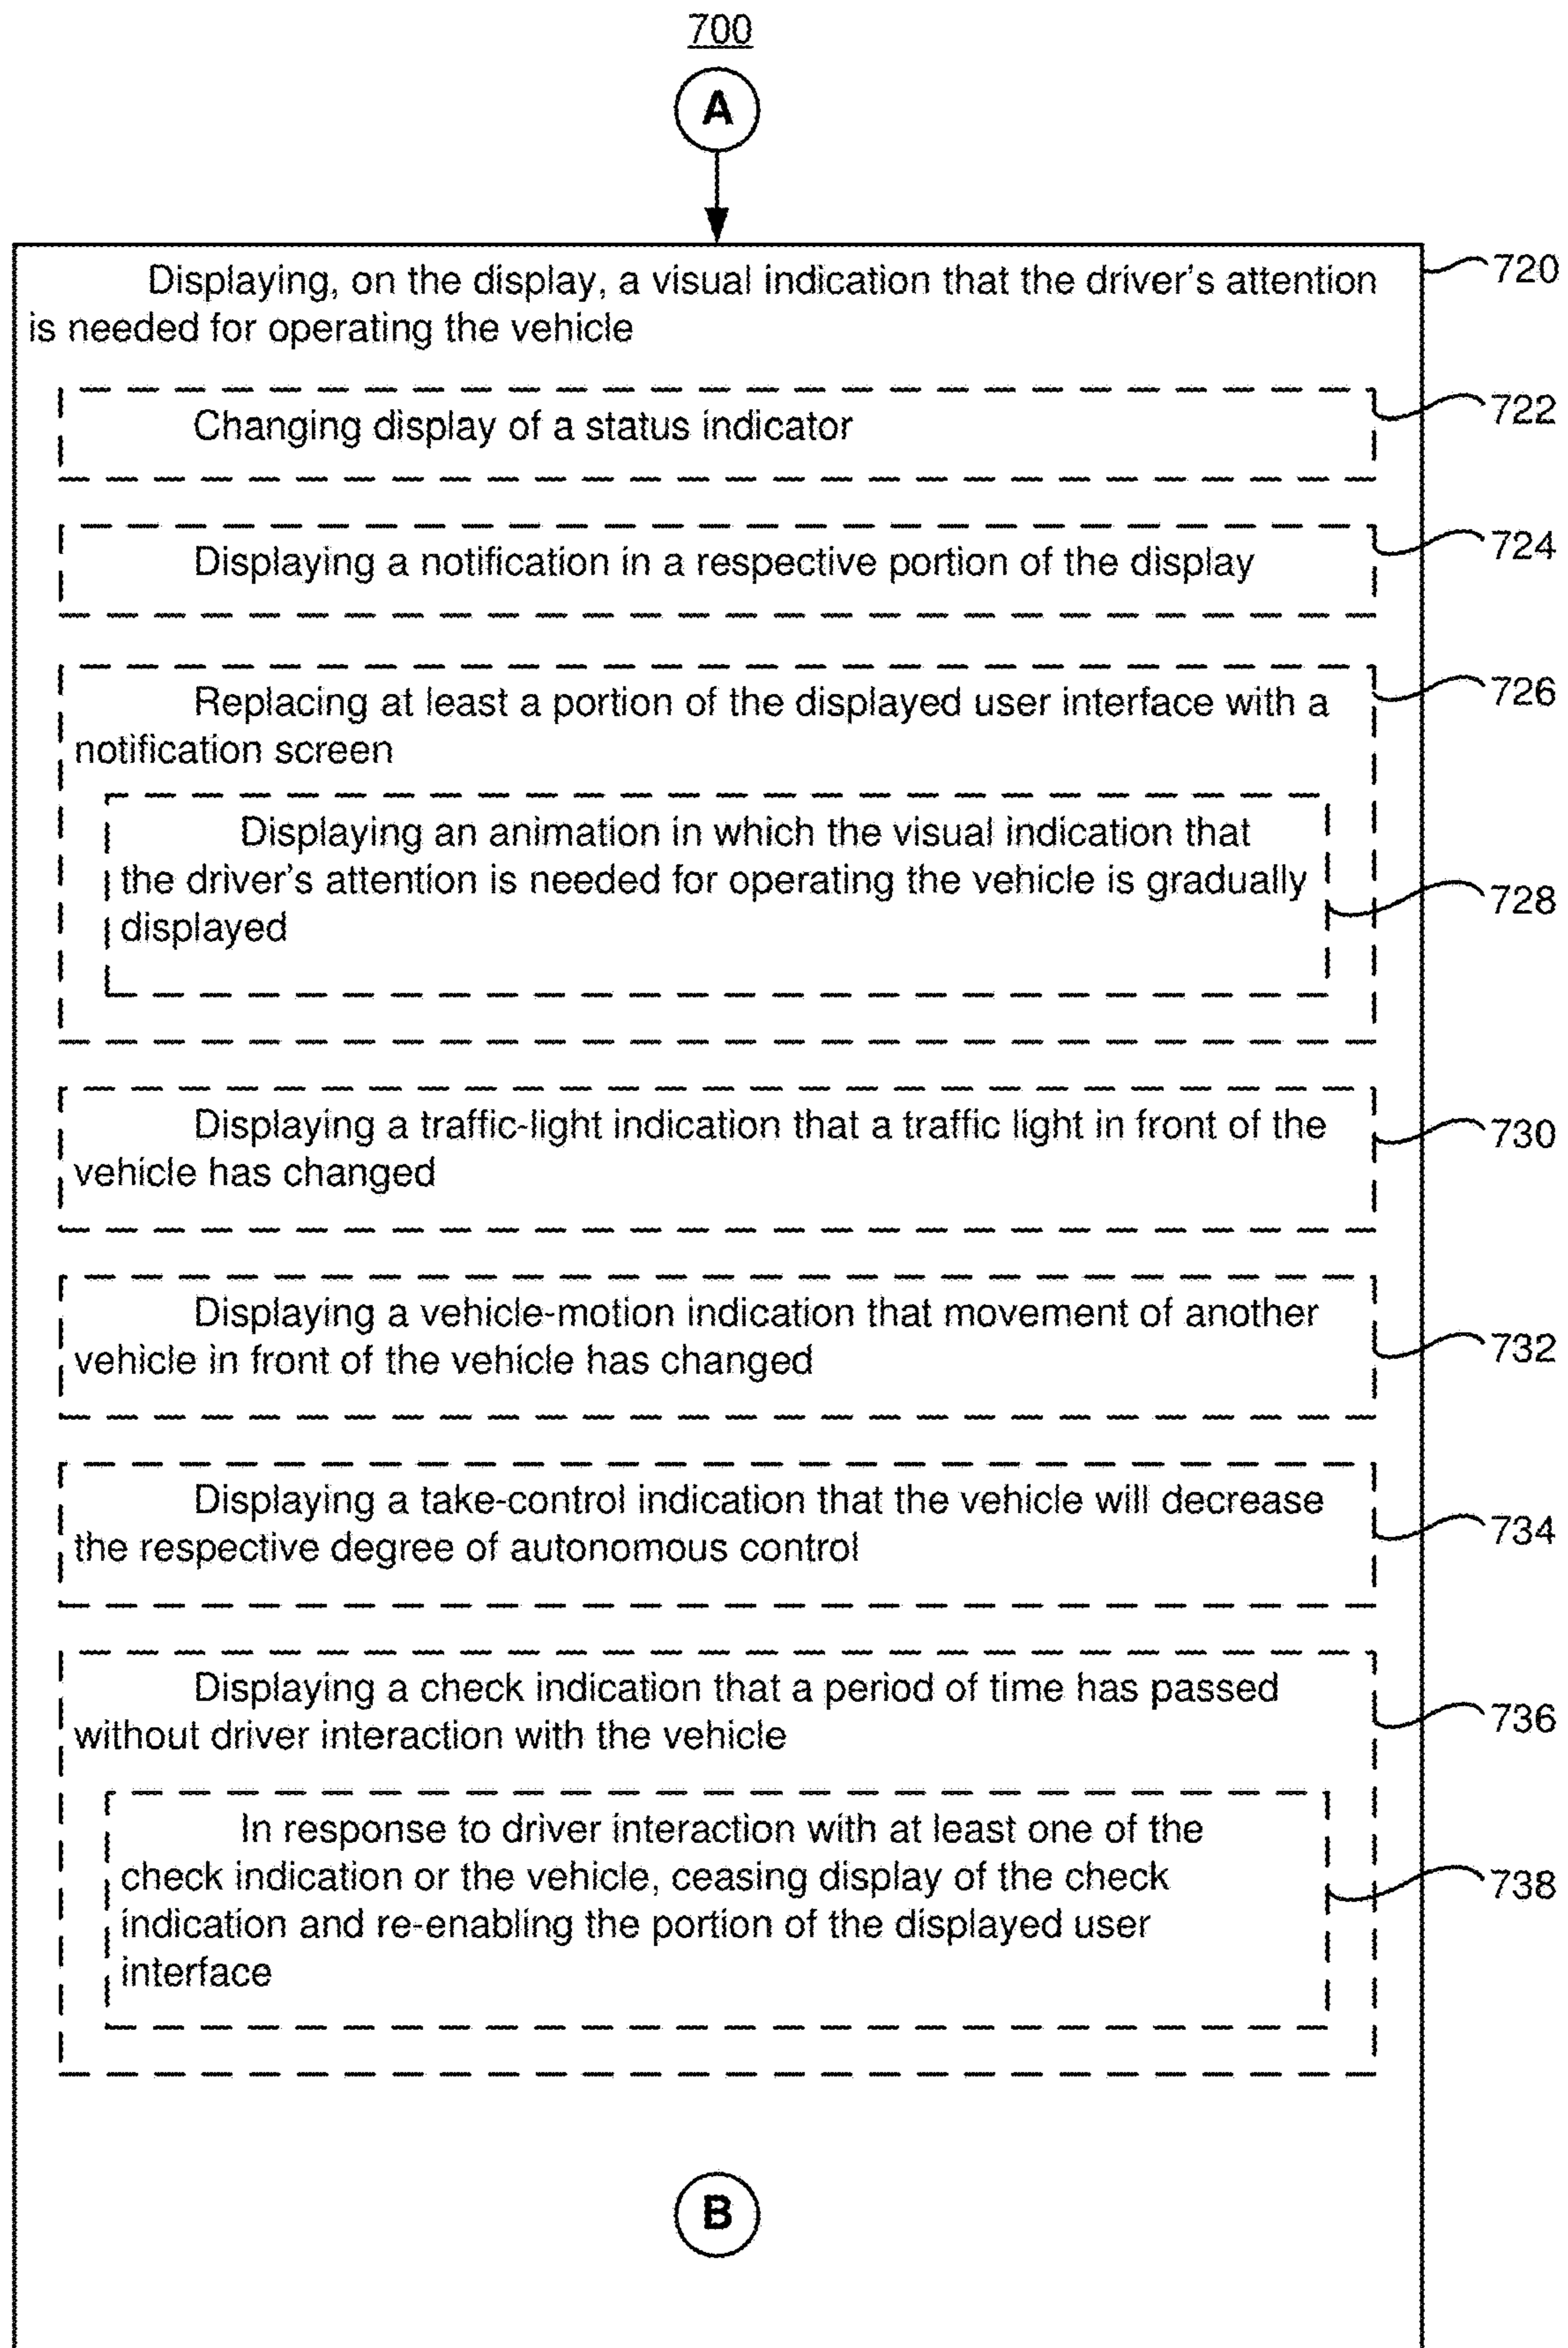 700
A
Displaying, on the display, a visual indication that the driver's attention
is needed for operating the vehicle
720
Changing display of a status indicator
722
Displaying a notification in a respective portion of the display
724
Replacing at least a portion of the displayed user interface with a
notification screen
726
Displaying an animation in which the visual indication that
the driver's attention is needed for operating the vehicle is gradually
displayed
728
Displaying a traffic-light indication that a traffic light in front of the
vehicle has changed
730
Displaying a vehicle-motion indication that movement of another
vehicle in front of the vehicle has changed
732
Displaying a take-control indication that the vehicle will decrease
the respective degree of autonomous control
734
Displaying a check indication that a period of time has passed
without driver interaction with the vehicle
736
In response to driver interaction with at least one of the
check indication or the vehicle, ceasing display of the check
indication and re-enabling the portion of the displayed user
interface
738
B